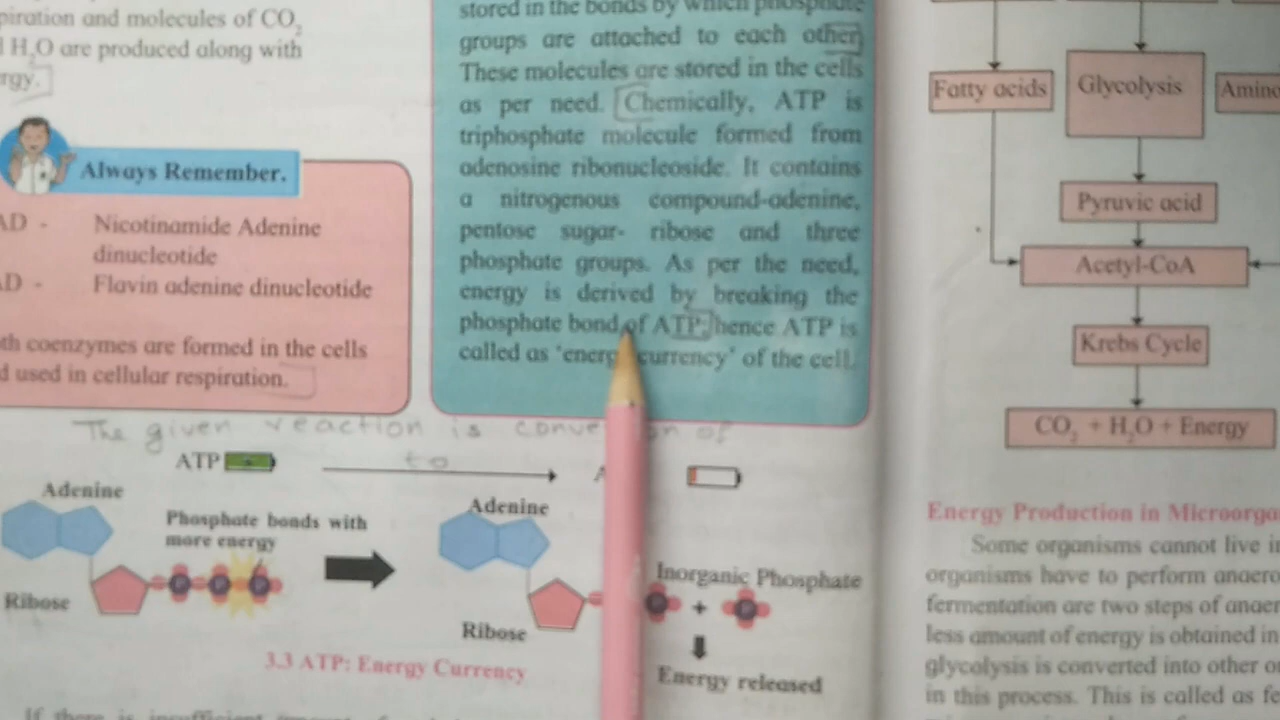 piration and molecules of CO₂
H₂O are produced along with
rgy.
Always Remember.
AD - Nicotinamide Adenine
dinucleotide
D - Flavin adenine dinucleotide
th coenzymes are formed in the cells
d used in cellular respiration.
stored in the bonds by which phosphate
groups are attached to each other.
These molecules are stored in the cells
as per need. Chemically, ATP is
triphosphate molecule formed from
adenosine ribonucleoside. It contains
a nitrogenous compound-adenine,
pentose sugar- ribose and three
phosphate groups. As per the need,
energy is derived by breaking the
phosphate bond of ATP; hence ATP is
called as 'energy currency' of the cell.
The given reaction is conve on of
ATP
to
A
Adenine
Phosphate bonds with
more energy
Ribose
Adenine
Ribose
Inorganic Phosphate
+
Energy released
3.3 ATP: Energy Currency
If there is insufficient
Fatty acids
Glycolysis
Amino
Pyruvic acid
Acetyl-CoA
Krebs Cycle
CO₂ + H₂O + Energy
Energy Production in Microorga
Some organisms cannot live i
organisms have to perform anaero
fermentation are two steps of anaer
less amount of energy is obtained in
glycolysis is converted into other o
in this process. This is called as fe